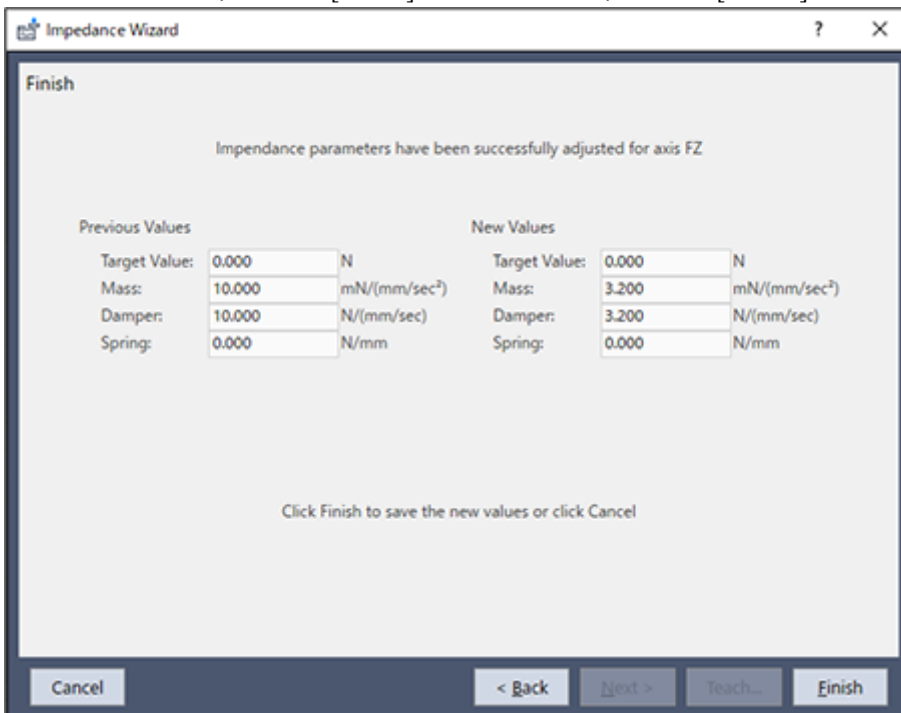 Impedance Wizard
?
Finish
Impendance parameters have been successfully adjusted for axis FZ
Previous Values
Target Value: 0.000 N
Mass: 10.000 mN/(mm/sec²)
Damper: 10.000 N/(mm/sec)
Spring: 0.000 N/mm
New Values
Target Value: 0.000 N
Mass: 3.200 mN/(mm/sec²)
Damper: 3.200 N/(mm/sec)
Spring: 0.000 N/mm
Click Finish to save the new values or click Cancel
Cancel
< Back
Next >
Teach...
Finish